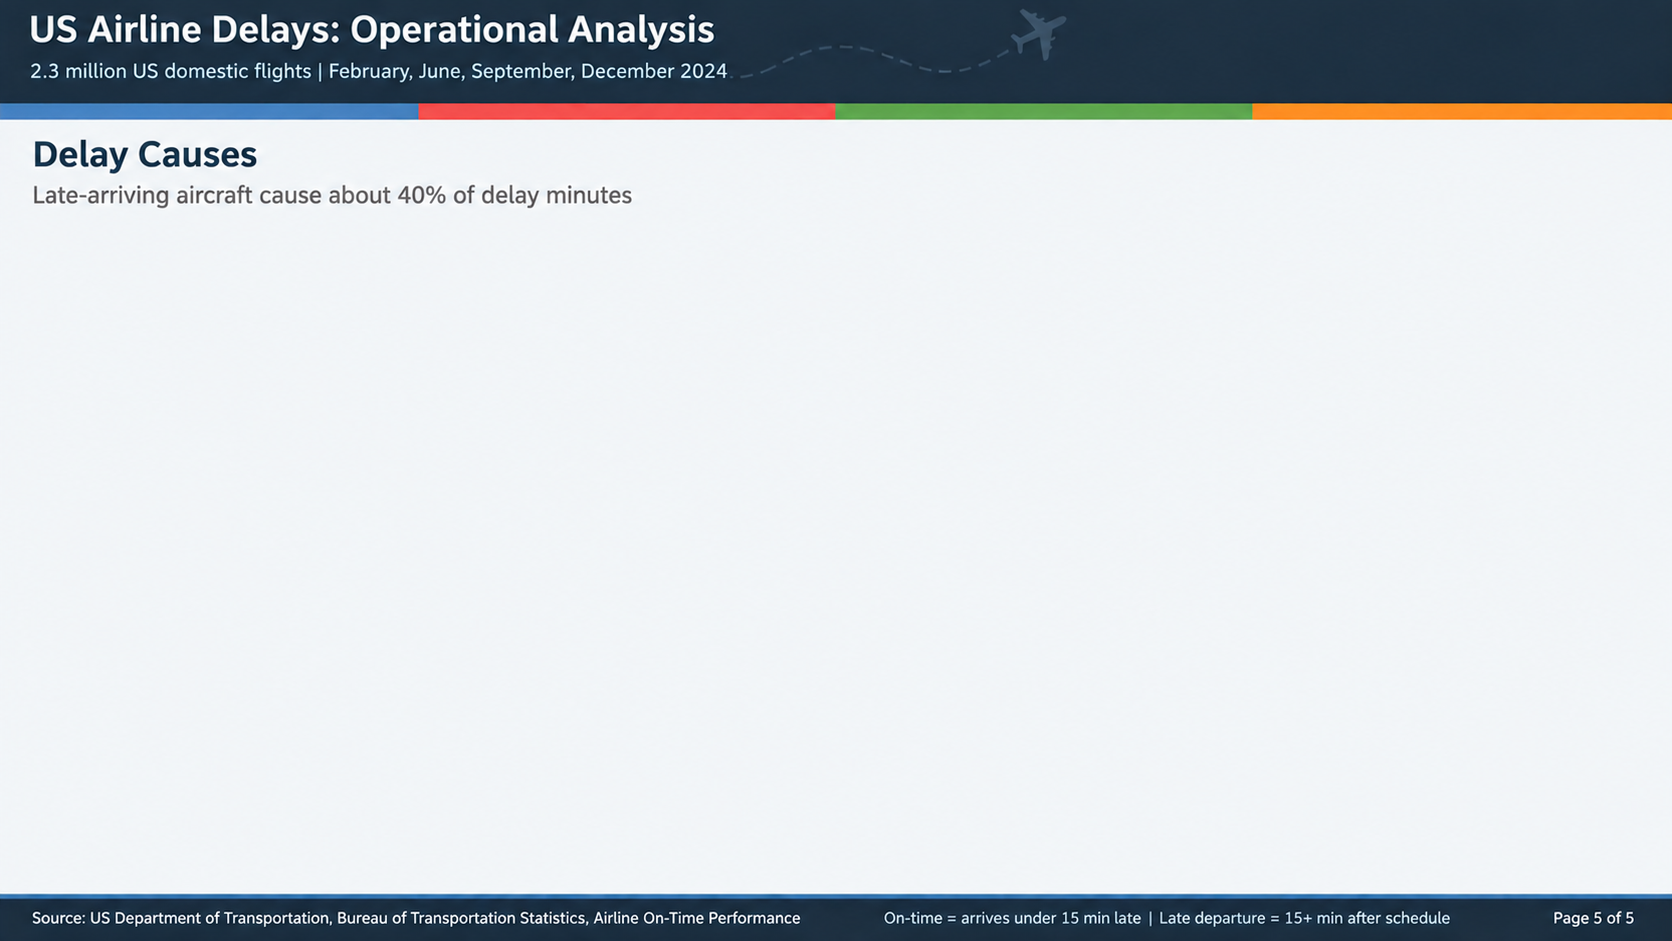 US Airline Delays: Operational Analysis
2.3 million US domestic flights | February, June, September, December 2024
Delay Causes
Late-arriving aircraft cause about 40% of delay minutes
Source: US Department of Transportation, Bureau of Transportation Statistics, Airline On-Time Performance
On-time = arrives under 15 min late | Late departure = 15+ min after schedule
Page 5 of 5